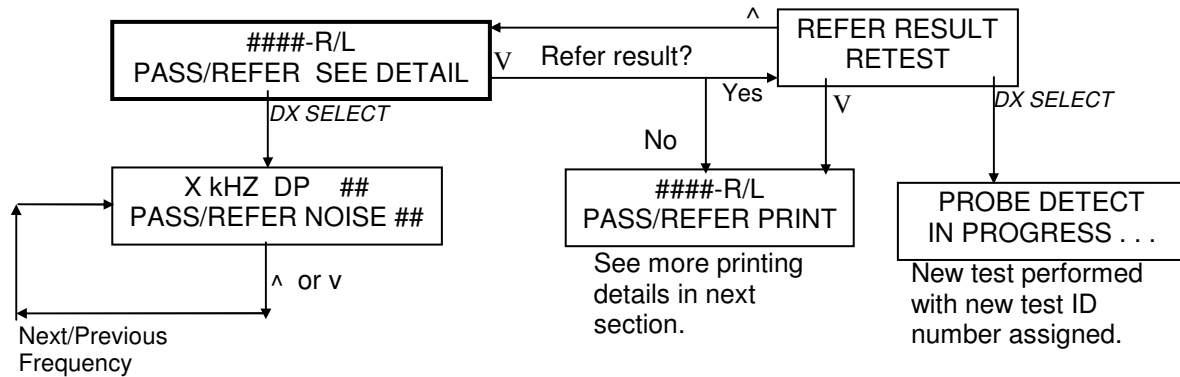 ####-R/L
PASS/REFER SEE DETAIL
^
V
Refer result?
Yes
No
REFER RESULT
RETEST
V
DX SELECT
DX SELECT
X kHZ DP ##
PASS/REFER NOISE ##
^ or v
Next/Previous
Frequency
####-R/L
PASS/REFER PRINT
See more printing
details in next
section.
PROBE DETECT
IN PROGRESS . . .
New test performed
with new test ID
number assigned.